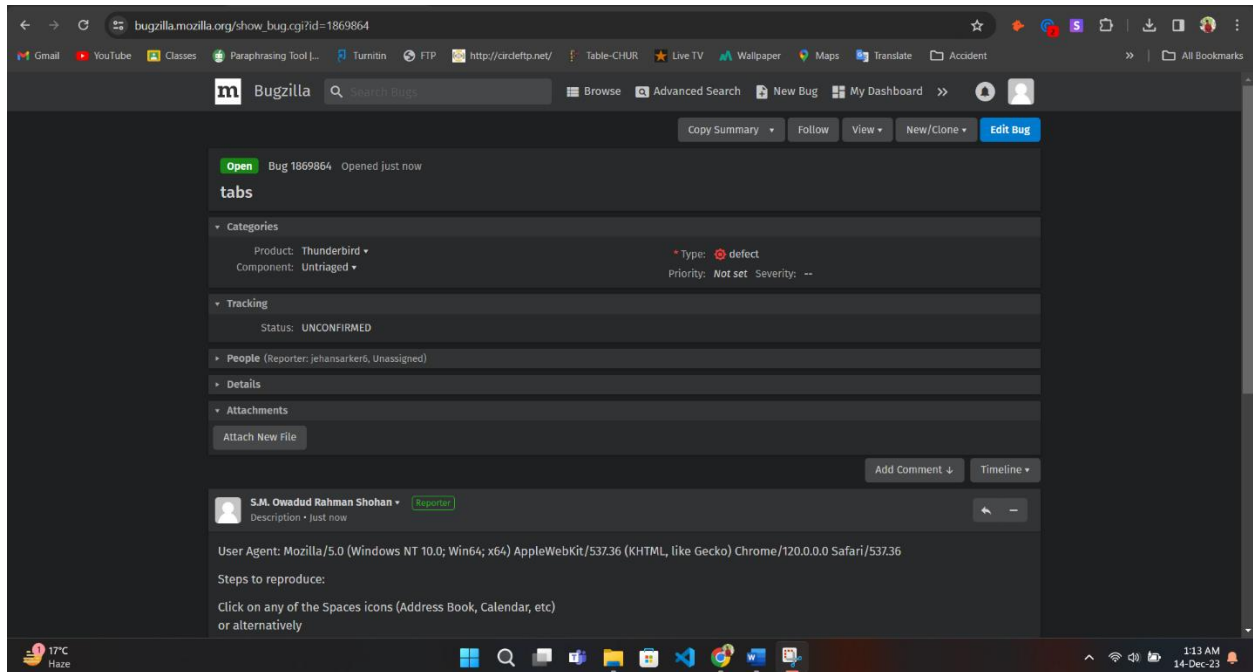 bugzilla.mozilla.org/show_bug.cgi?id=1869864
Gmail YouTube Classes Paraphrasing Tool |... Turnitin FTP http://circleftp.net/ Table-CHUR Live TV Wallpaper Maps Translate Accident » All Bookmarks
m Bugzilla Search Bugs Browse Advanced Search New Bug My Dashboard »
Copy Summary Follow View New/Clone Edit Bug
Open Bug 1869864 Opened just now
tabs
Categories
Product: Thunderbird * Type: defect
Component: Untriaged Priority: Not set Severity: --
Tracking
Status: UNCONFIRMED
People (Reporter: jehansarker6, Unassigned)
Details
Attachments
Attach New File
Add Comment ↓ Timeline
S.M. Owadud Rahman Shohan Reporter
Description • Just now
User Agent: Mozilla/5.0 (Windows NT 10.0; Win64; x64) AppleWebKit/537.36 (KHTML, like Gecko) Chrome/120.0.0.0 Safari/537.36
Steps to reproduce:
Click on any of the Spaces icons (Address Book, Calendar, etc)
or alternatively
1 17°C 1:13 AM
Haze 14-Dec-23